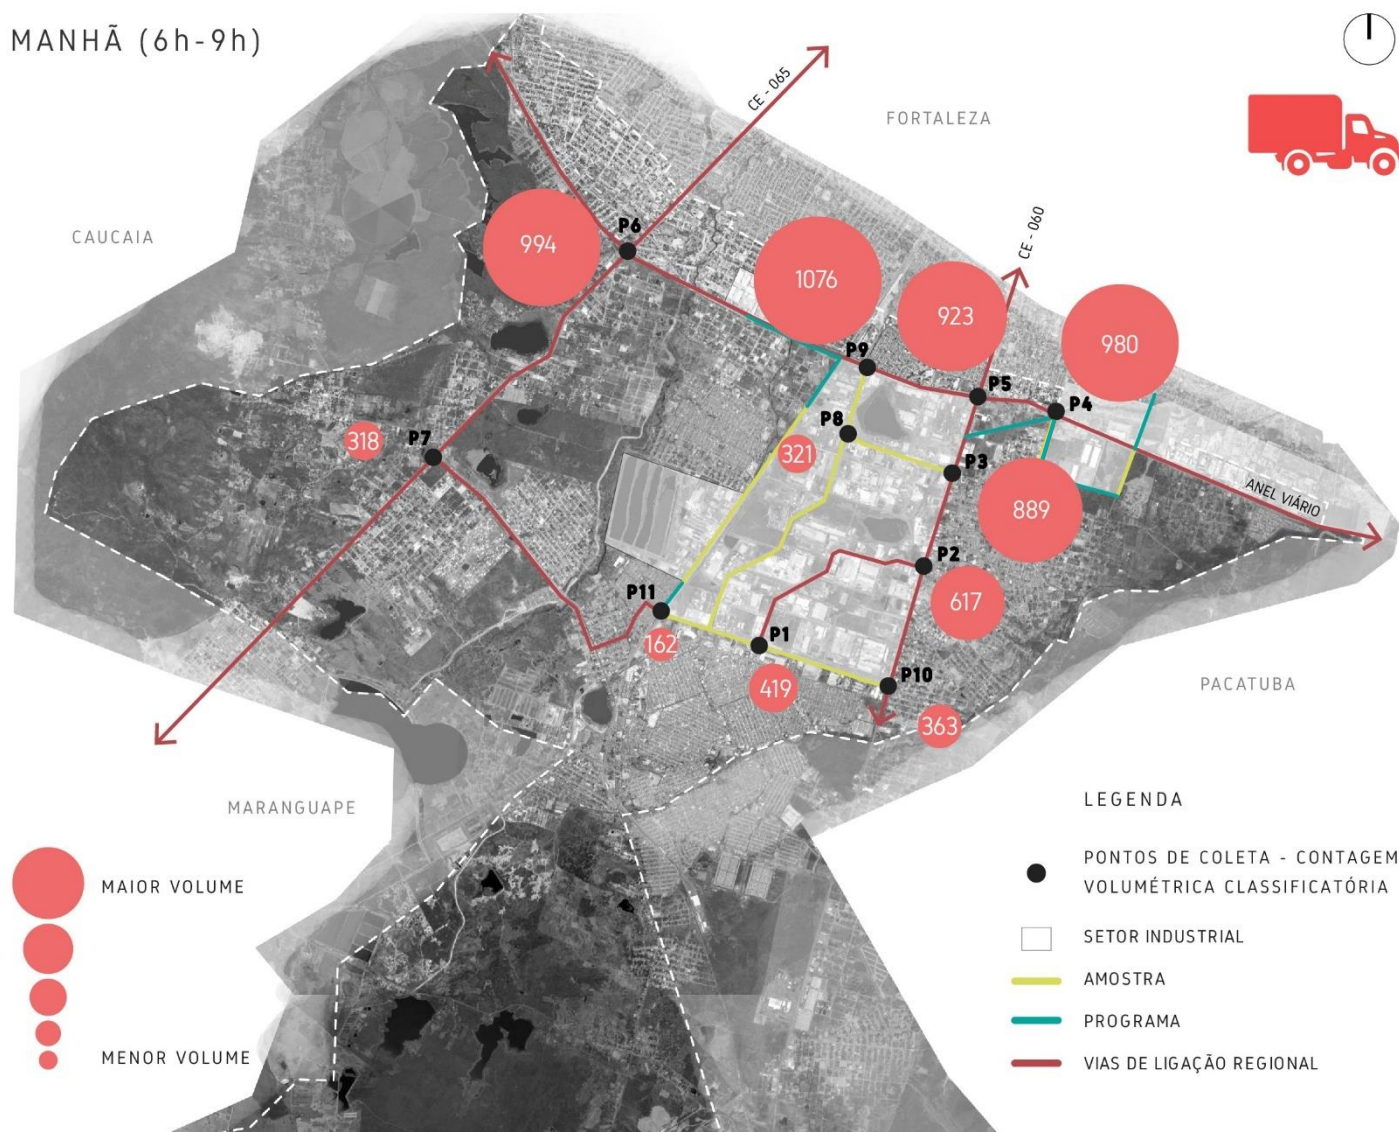 MANHÃ (6h-9h)
CE - 065
FORTALEZA
CAUCAIA
CE - 060
P6
994
1076
923
980
P9
P5
P4
P8
318
P7
321
P3
889
ANEL VIÁRIO
P2
P11
617
P1
162
419
P10
363
PACATUBA
MARANGUAPE
MAIOR VOLUME
MENOR VOLUME
LEGENDA
PONTOS DE COLETA - CONTAGEM
VOLUMÉTRICA CLASSIFICATÓRIA
SETOR INDUSTRIAL
AMOSTRA
PROGRAMA
VIAS DE LIGAÇÃO REGIONAL